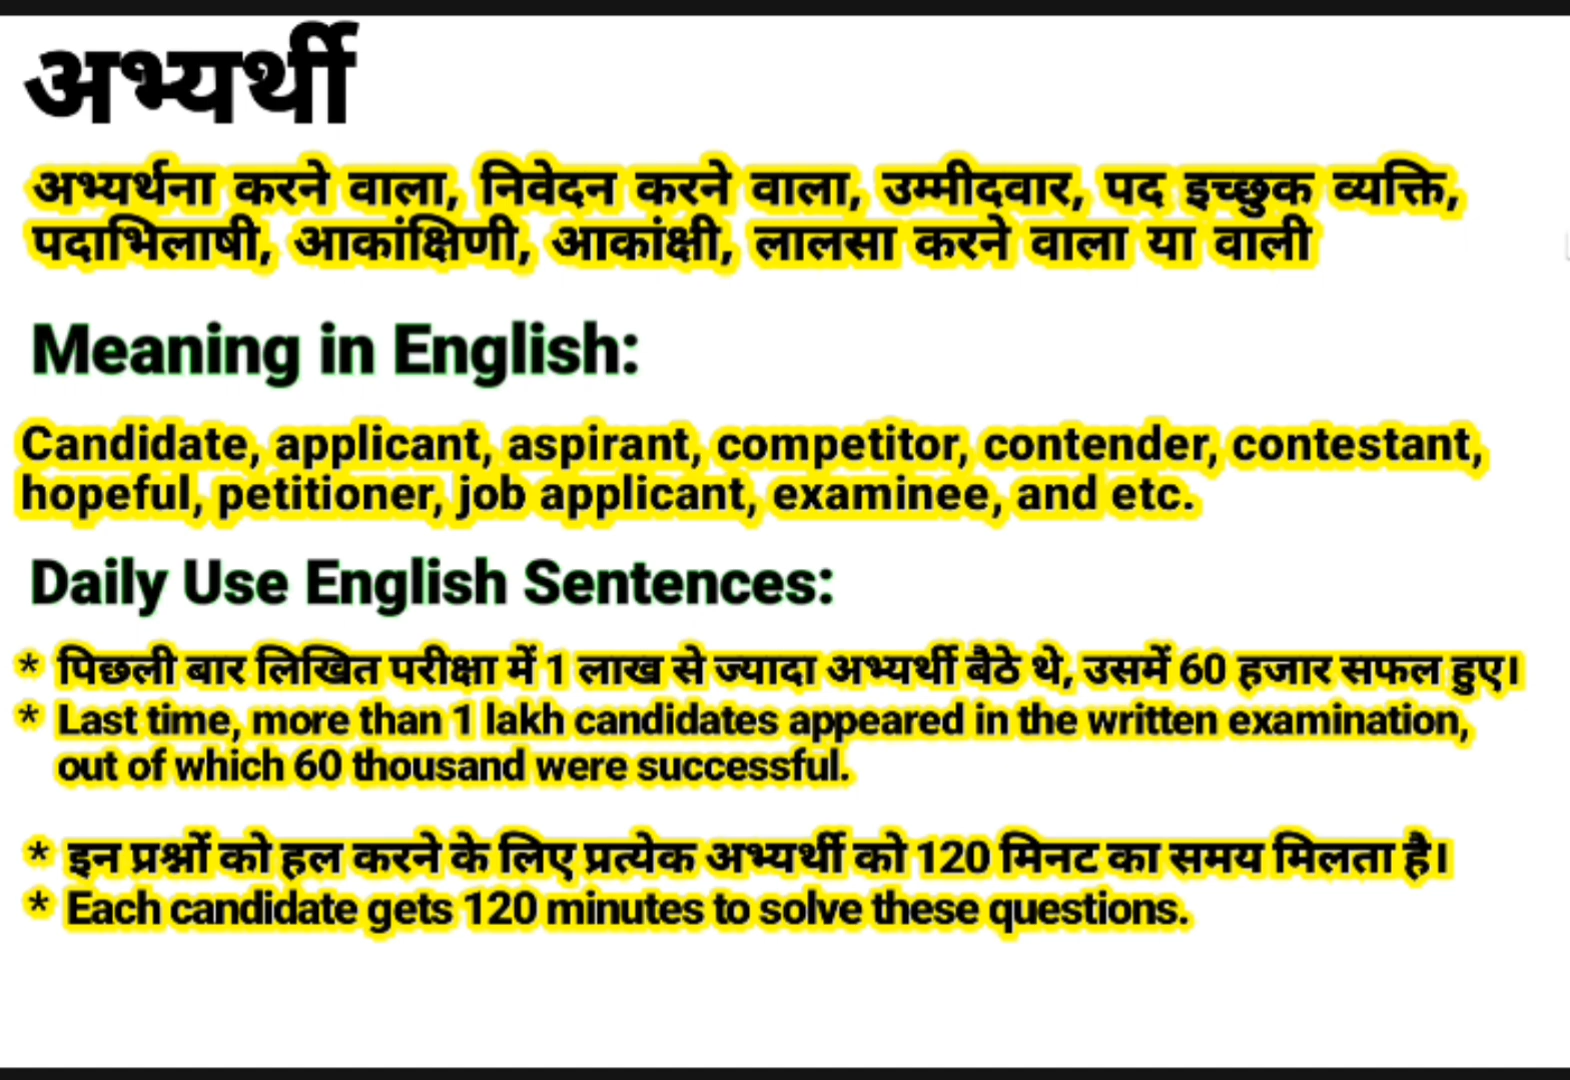 अभ्यर्थी
अभ्यर्थना करने वाला, निवेदन करने वाला, उम्मीदवार, पद इच्छुक व्यक्ति,
पदाभिलाषी, आकांक्षिणी, आकांक्षी, लालसा करने वाला या वाली
Meaning in English:
Candidate, applicant, aspirant, competitor, contender, contestant,
hopeful, petitioner, job applicant, examinee, and etc.
Daily Use English Sentences:
* पिछली बार लिखित परीक्षा में 1 लाख से ज्यादा अभ्यर्थी बैठे थे, उसमें 60 हजार सफल हुए।
* Last time, more than 1 lakh candidates appeared in the written examination,
out of which 60 thousand were successful.
* इन प्रश्नों को हल करने के लिए प्रत्येक अभ्यर्थी को 120 मिनट का समय मिलता है।
* Each candidate gets 120 minutes to solve these questions.